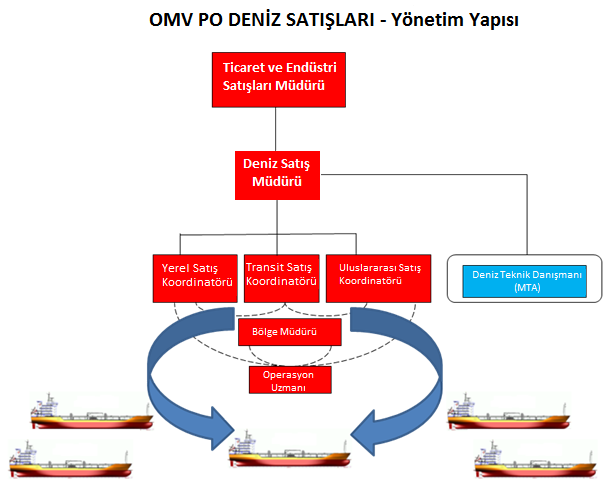 OMV PO DENİZ SATIŞLARI - Yönetim Yapısı
Ticaret ve Endüstri
Satışları Müdürü
Deniz Satış
Müdürü
Yerel Satış
Koordinatörü
Transit Satış
Koordinatörü
Uluslararası Satış
Koordinatörü
Deniz Teknik Danışmanı
(MTA)
Bölge Müdürü
Operasyon
Uzmanı